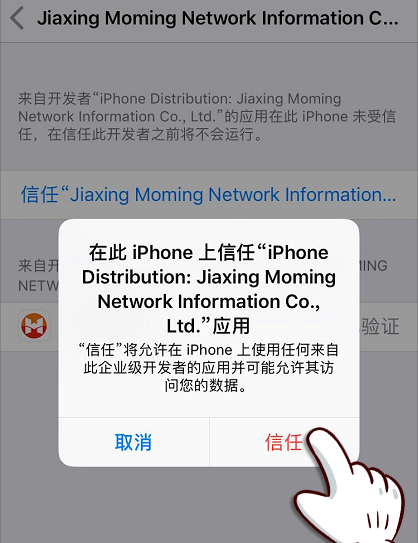 Jiaxing Moming Network Information C...
来自开发者“iPhone Distribution: Jiaxing Moming
Network Information Co., Ltd.”的应用在此 iPhone 未受信
任，在信任此开发者之前将不会运行。
信任“Jiaxing Moming Network Information...
在此 iPhone 上信任“iPhone
Distribution: Jiaxing Moming
Network Information Co.,
Ltd.”应用
“信任”将允许在 iPhone 上使用任何来自
此企业级开发者的应用并可能允许其访
问您的数据。
来自开
MING
NETW
验证
取消
信任